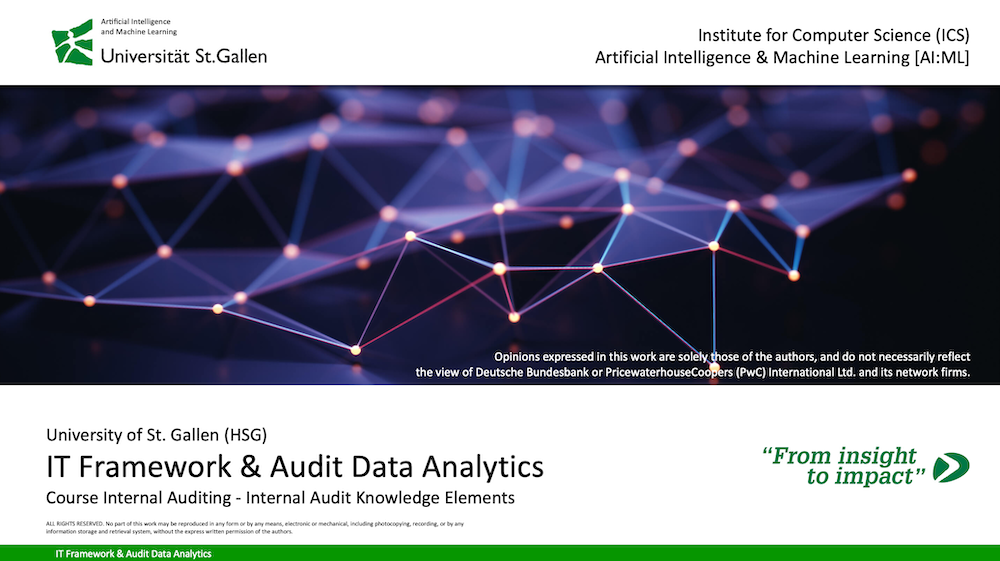 Artificial Intelligence
and Machine Learning
Universität St.Gallen
Institute for Computer Science (ICS)
Artificial Intelligence & Machine Learning [AI:ML]
Opinions expressed in this work are solely those of the authors, and do not necessarily reflect
the view of Deutsche Bundesbank or PricewaterhouseCoopers (PwC) International Ltd. and its network firms.
University of St. Gallen (HSG)
IT Framework & Audit Data Analytics
Course Internal Auditing - Internal Audit Knowledge Elements
“From insight
to impact”
ALL RIGHTS RESERVED. No part of this work may be reproduced in any form or by any means, electronic or mechanical, including photocopying, recording, or by any
information storage and retrieval system, without the express written permission of the authors.
IT Framework & Audit Data Analytics